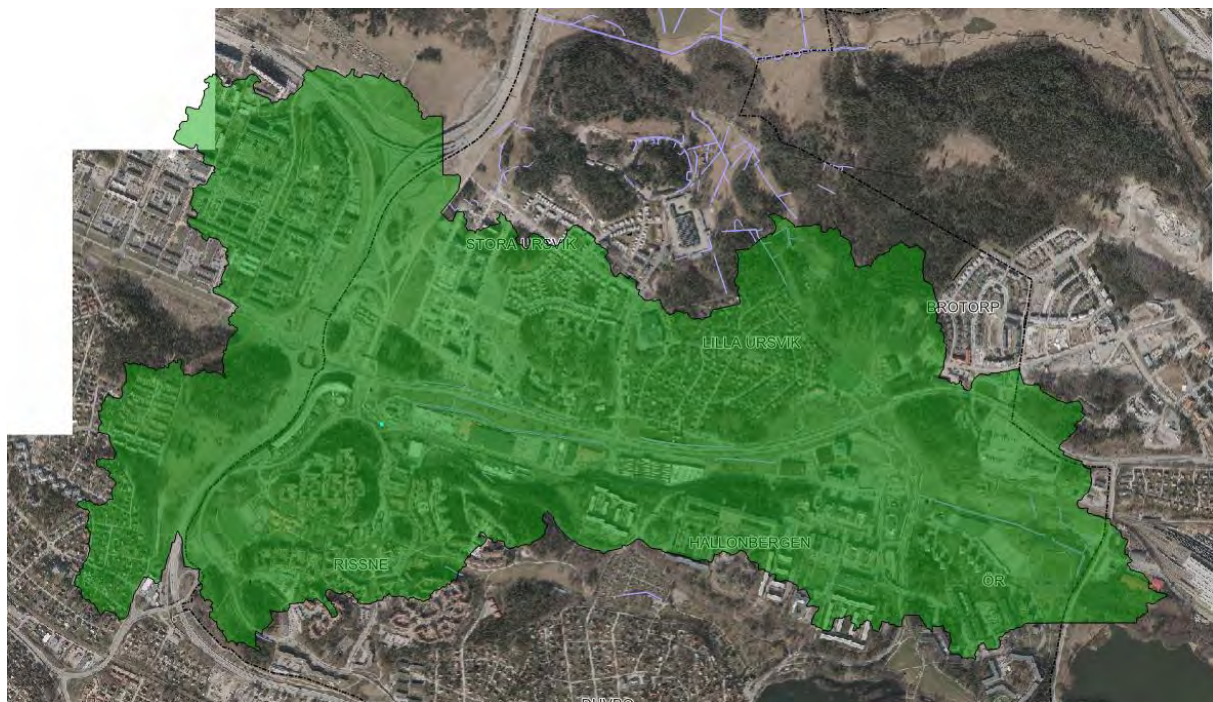 STORA URSVIK
BROTORP
LILLA URSVIK
HALLONBERGEN
RISSNE
ÖR